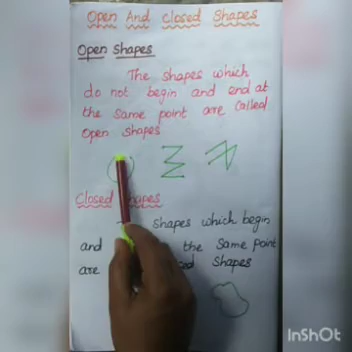 Open And Closed Shapes
Open Shapes
The shapes which
do not begin and end at
the same point are called
open shapes
Closed
shapes which begin
and the same point
are shapes
InShOt